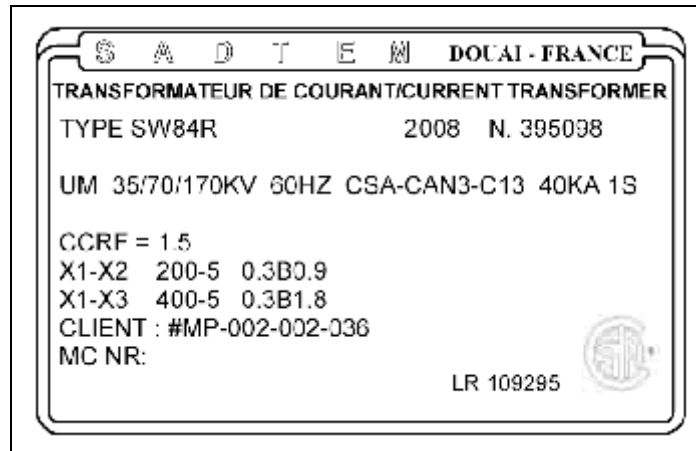 SADTEM DOUAI - FRANCE
TRANSFORMATEUR DE COURANT/CURRENT TRANSFORMER
TYPE SW84R 2008 N. 395098
UM 35/70/170KV 60HZ CSA-CAN3-C13 40KA 1S
CCRF = 1.5
X1-X2 200-5 0.3B0.9
X1-X3 400-5 0.3B1.8
CLIENT : #MP-002-002-036
MC NR:
LR 109295